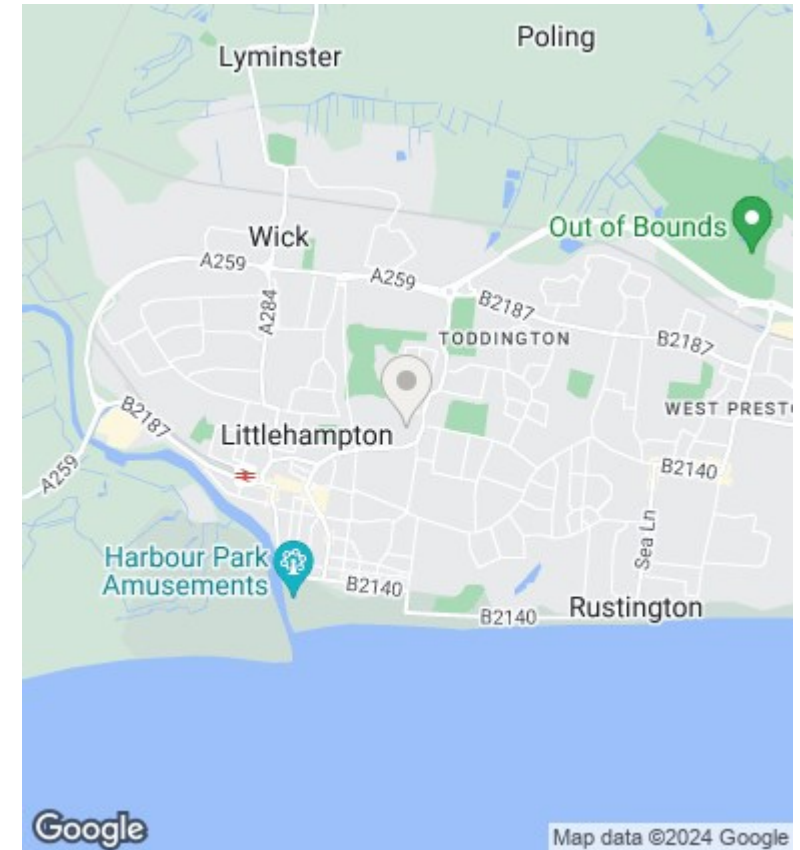 Poling
Lyminster
Out of Bounds
Wick
A259
A259
A284
B2187
TODDINGTON
B2187
WEST PREST
B2187
Littlehampton
A259
B2140
Sea Ln
Harbour Park
Amusements
B2140
B2140
Rustington
Google
Map data ©2024 Google